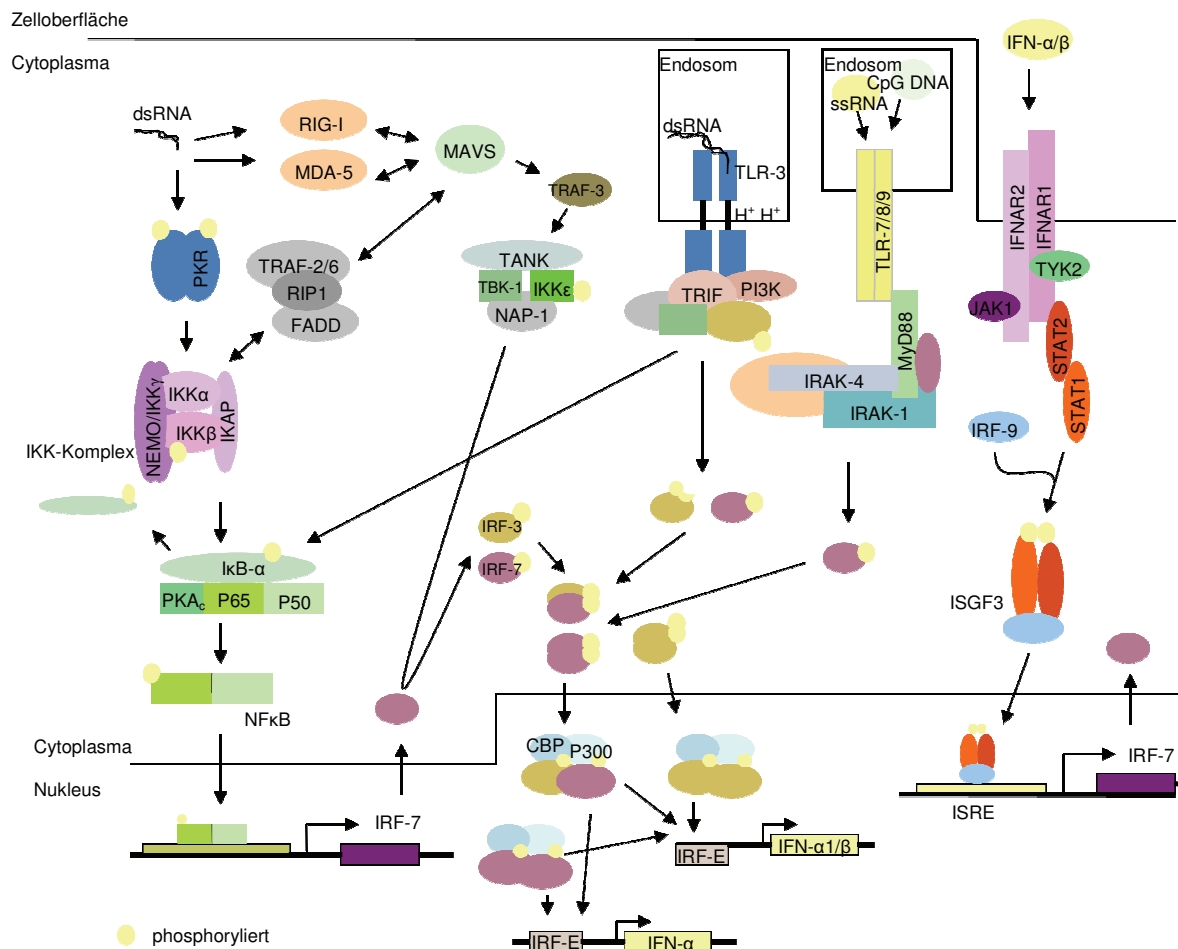 Zelloberfläche
Cytoplasma
IFN-α/β
Endosom
Endosom
CpG DNA
ssRNA
dsRNA
RIG-I
MDA-5
MAVS
TRAF-3
dsRNA
TLR-3
H⁺ H⁺
TLR-7/8/9
IFNAR2
IFNAR1
TYK2
JAK1
STAT2
STAT1
PKR
TRAF-2/6
RIP1
FADD
TANK
TBK-1
IKKε
NAP-1
TRIF
PI3K
MyD88
IRAK-4
IRAK-1
IRF-9
NEMO/IKKγ
IKKα
IKKβ
IKAP
IKK-Komplex
IRF-3
IRF-7
IκB-α
PKAc
P65
P50
ISGF3
NFκB
Cytoplasma
Nukleus
CBP
P300
IRF-7
IRF-7
ISRE
IRF-E
IFN-α1/β
IRF-E
IFN-α
phosphoryliert